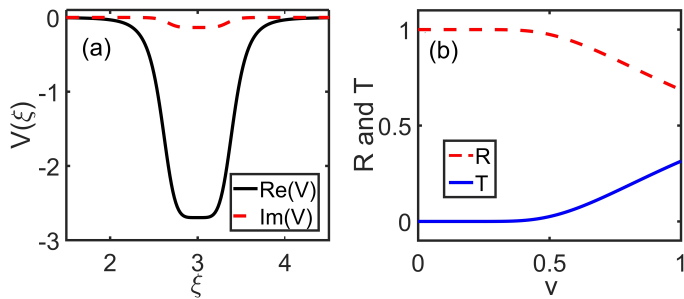 0
-1
-2
-3
V(ξ)
(a)
Re(V)
Im(V)
2
3
4
ξ
1
0.5
0
R and T
(b)
R
T
0
0.5
1
v